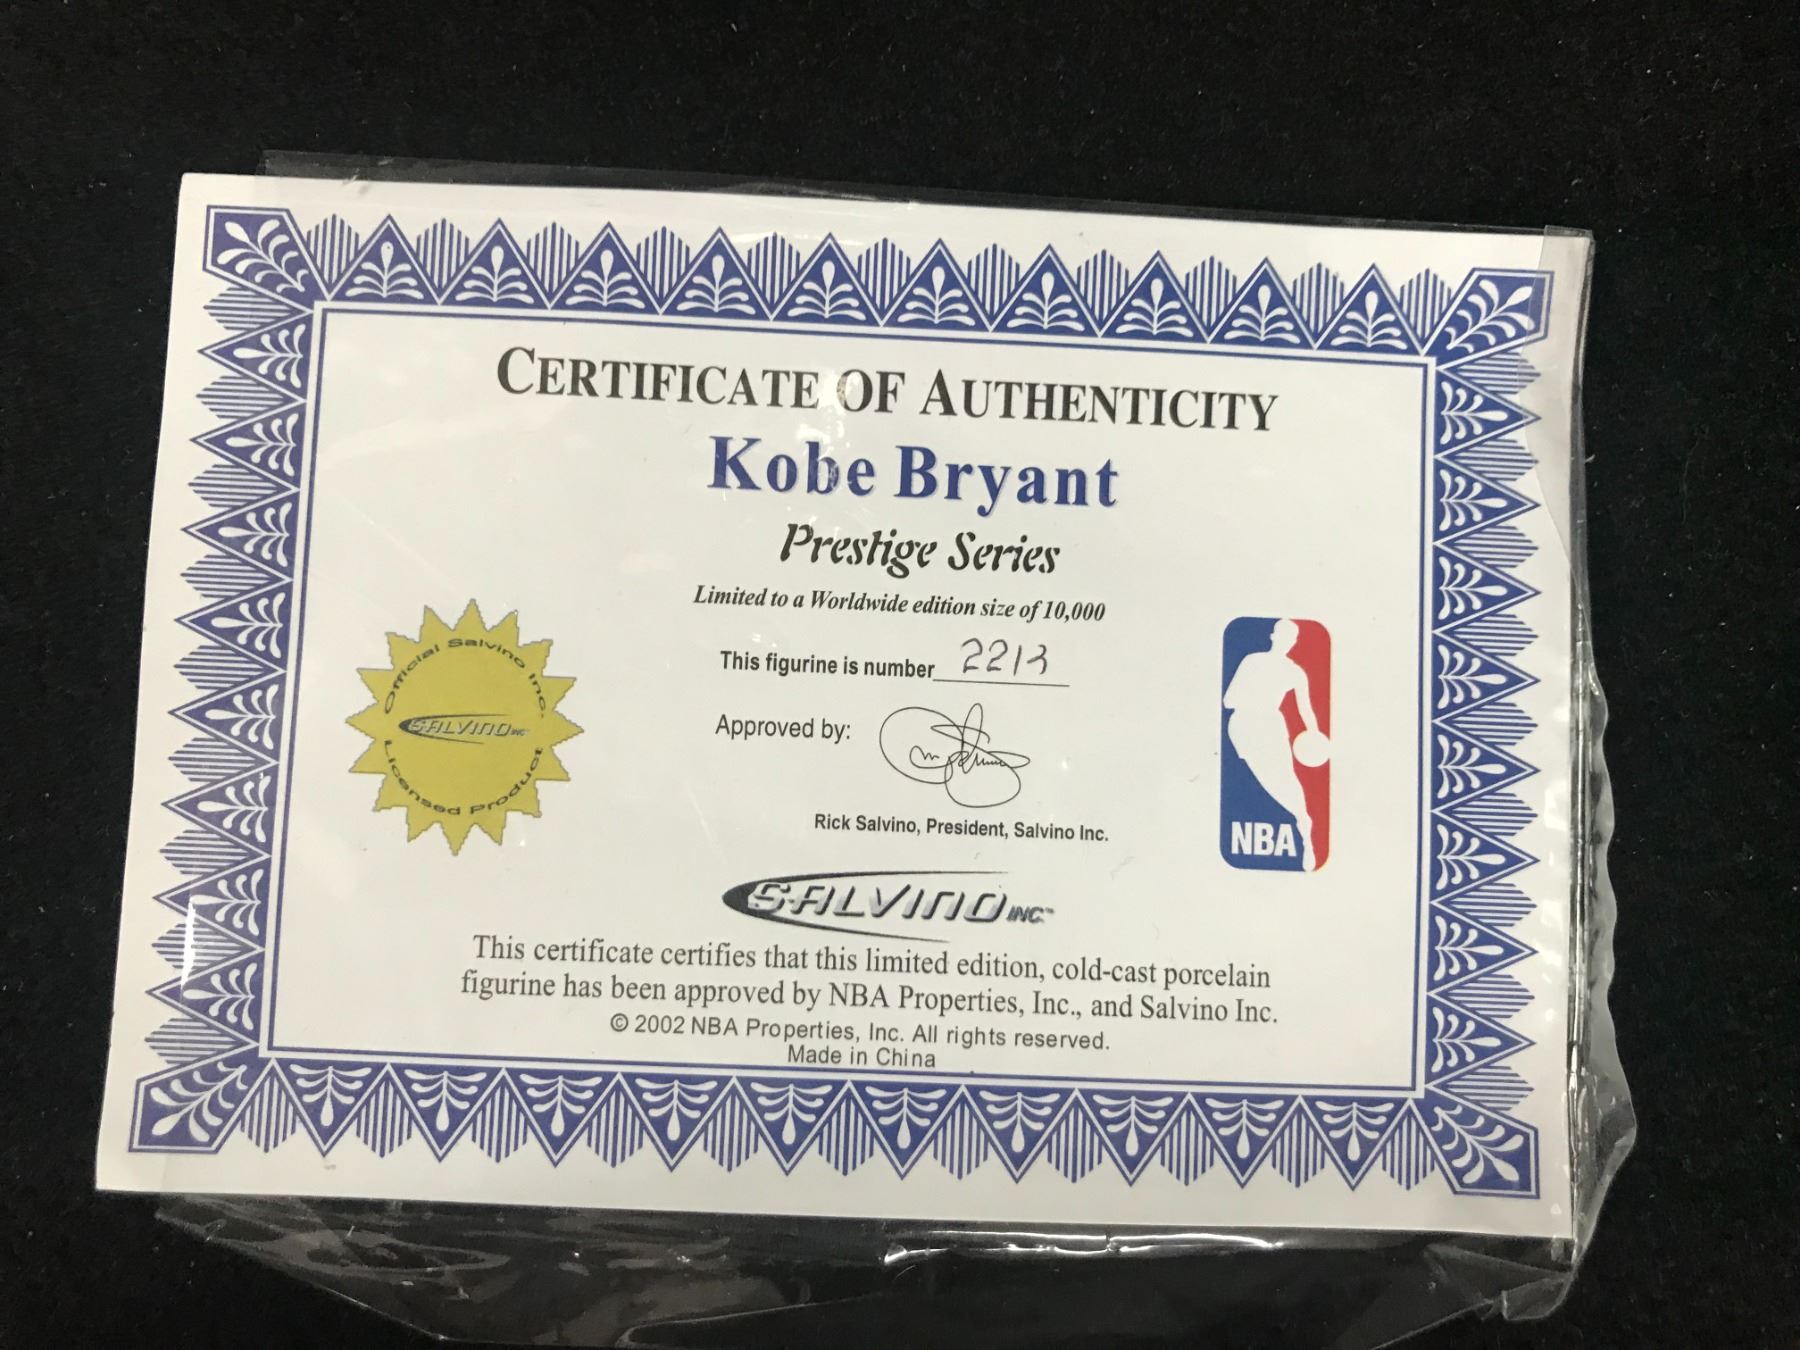 CERTIFICATE OF AUTHENTICITY
Kobe Bryant
Prestige Series
Limited to a Worldwide edition size of 10,000
This figurine is number 2213
Approved by:
Rick Salvino, President, Salvino Inc.
Official Salvino Inc.
SALVINO INC
Licensed Product
NBA
SALVINO INC™
This certificate certifies that this limited edition, cold-cast porcelain
figurine has been approved by NBA Properties, Inc., and Salvino Inc.
© 2002 NBA Properties, Inc. All rights reserved.
Made in China